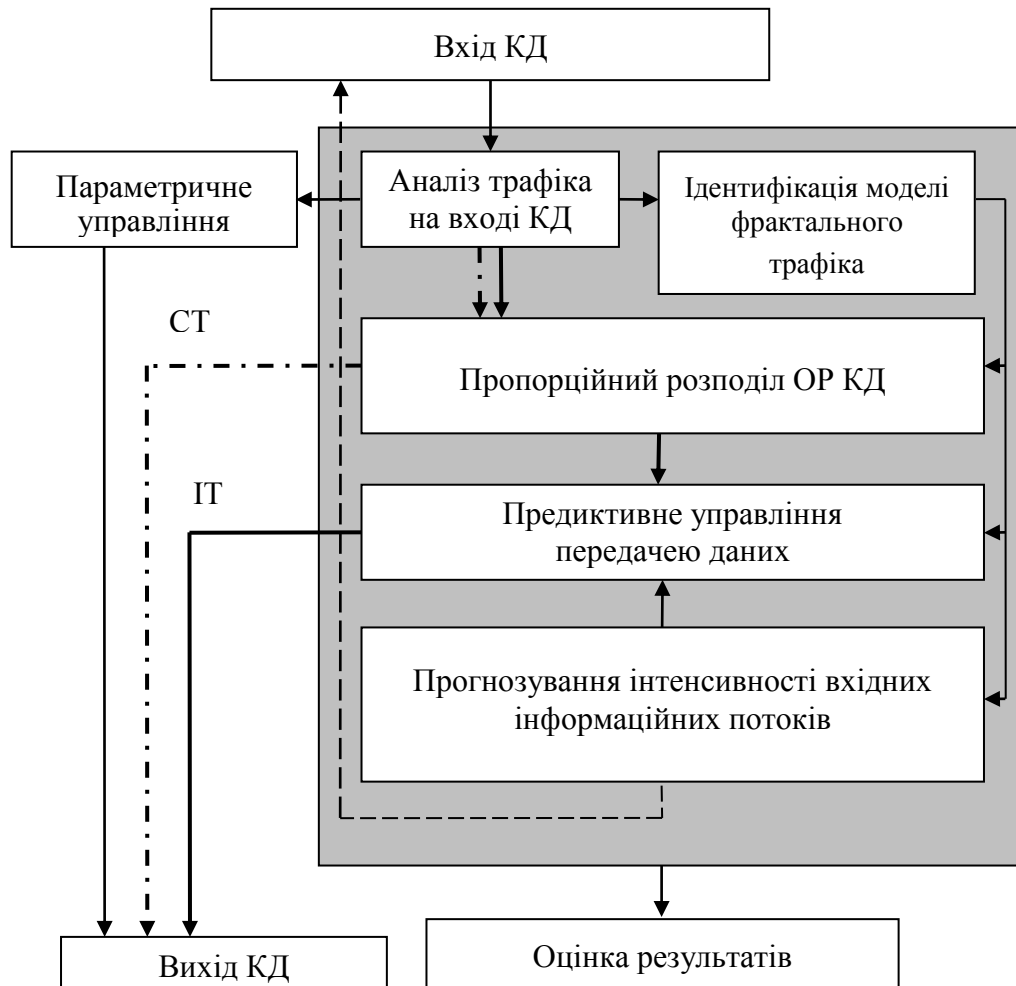 Вхід КД
Параметричне
управління
Аналіз трафіка
на вході КД
Ідентифікація моделі
фрактального
трафіка
СТ
Пропорційний розподіл ОР КД
ІТ
Предиктивне управління
передачею даних
Прогнозування інтенсивності вхідних
інформаційних потоків
Вихід КД
Оцінка результатів